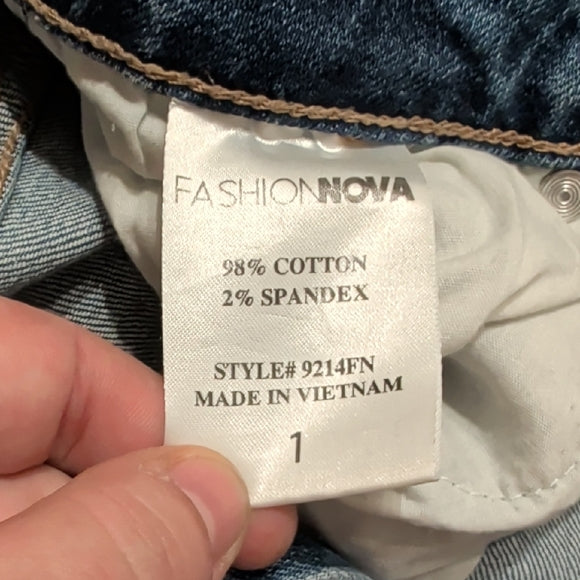 FASHIONNOVA
98% COTTON
2% SPANDEX
STYLE# 9214FN
MADE IN VIETNAM
1